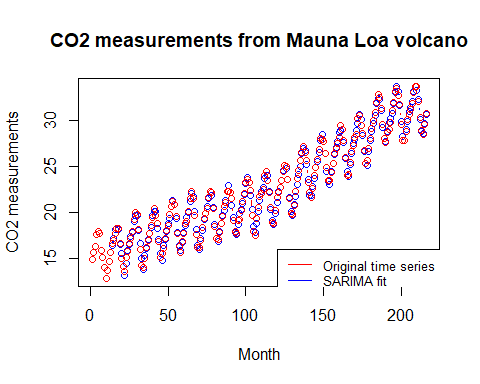 CO2 measurements from Mauna Loa volcano
CO2 measurements
30
25
20
15
Original time series
SARIMA fit
0
50
100
150
200
Month